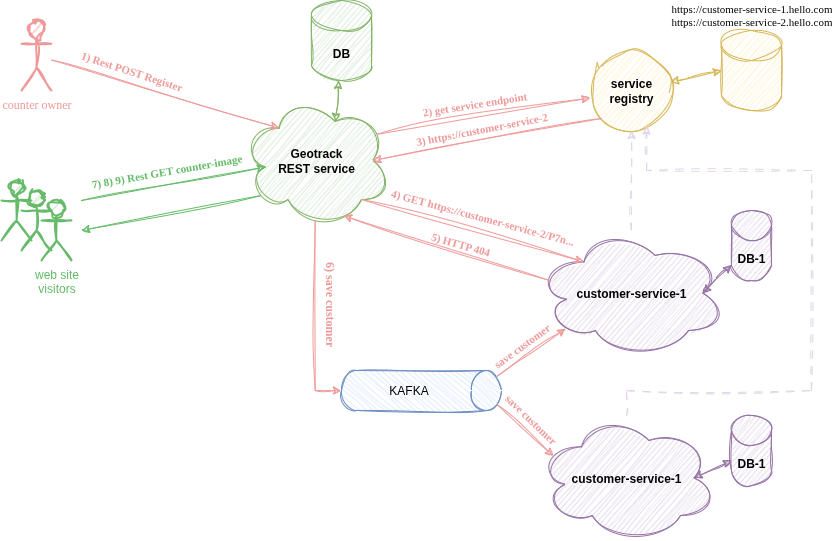 https://customer-service-1.hello.com
https://customer-service-2.hello.com
DB
1) Rest POST Register
counter owner
service
registry
2) get service endpoint
3) https://customer-service-2
Geotrack
REST service
7) 8) 9) Rest GET counter-image
4) GET https://customer-service-2/P7n...
5) HTTP 404
web site
visitors
6) save customer
DB-1
customer-service-1
save customer
KAFKA
save customer
DB-1
customer-service-1